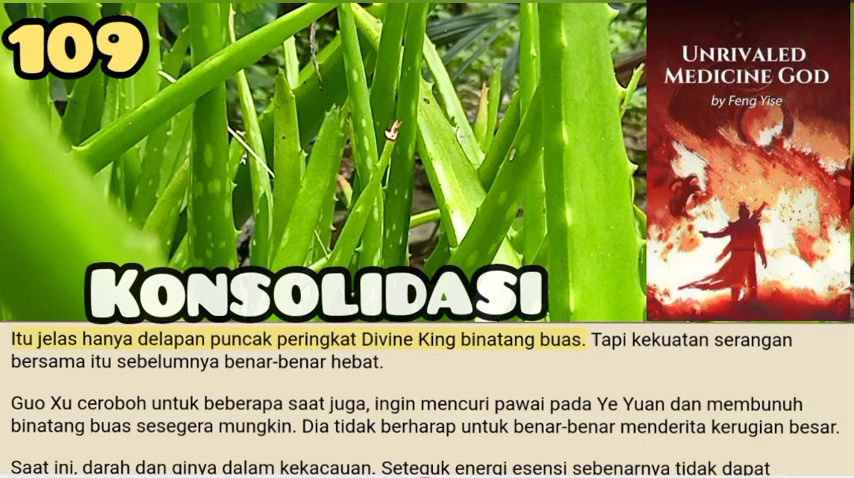 109
UNRIVALED
MEDICINE GOD
by Feng Yise
KONSOLIDASI
Itu jelas hanya delapan puncak peringkat Divine King binatang buas. Tapi kekuatan serangan
bersama itu sebelumnya benar-benar hebat.
Guo Xu ceroboh untuk beberapa saat juga, ingin mencuri pawai pada Ye Yuan dan membunuh
binatang buas sesegera mungkin. Dia tidak berharap untuk benar-benar menderita kerugian besar.
Saat ini, darah dan qinya dalam kekacauan. Seteguk energi esensi sebenarnya tidak dapat